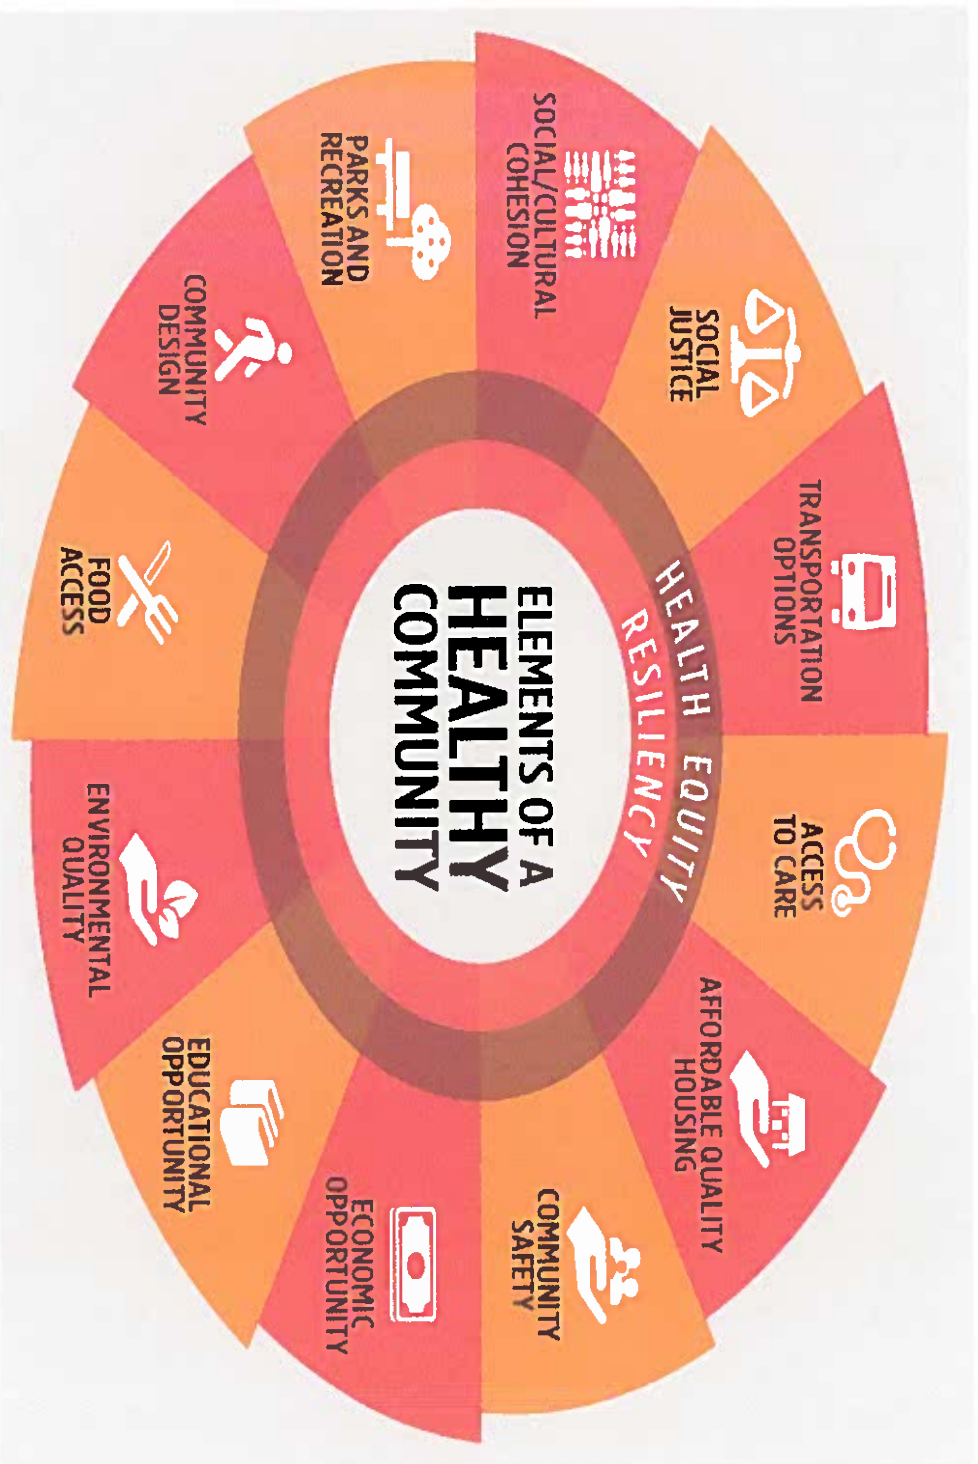 ELEMENTS OF A
HEALTHY
COMMUNITY
HEALTH EQUITY
RESILIENCY
ACCESS
TO CARE
AFFORDABLE QUALITY
HOUSING
COMMUNITY
SAFETY
ECONOMIC
OPPORTUNITY
EDUCATIONAL
OPPORTUNITY
ENVIRONMENTAL
QUALITY
FOOD
ACCESS
COMMUNITY
DESIGN
PARKS AND
RECREATION
SOCIAL/CULTURAL
COHESION
SOCIAL
JUSTICE
TRANSPORTATION
OPTIONS